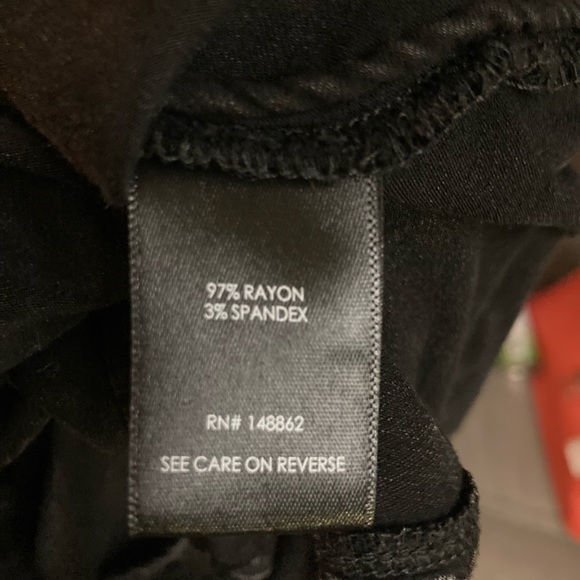 97% RAYON
3% SPANDEX
RN# 148862
SEE CARE ON REVERSE